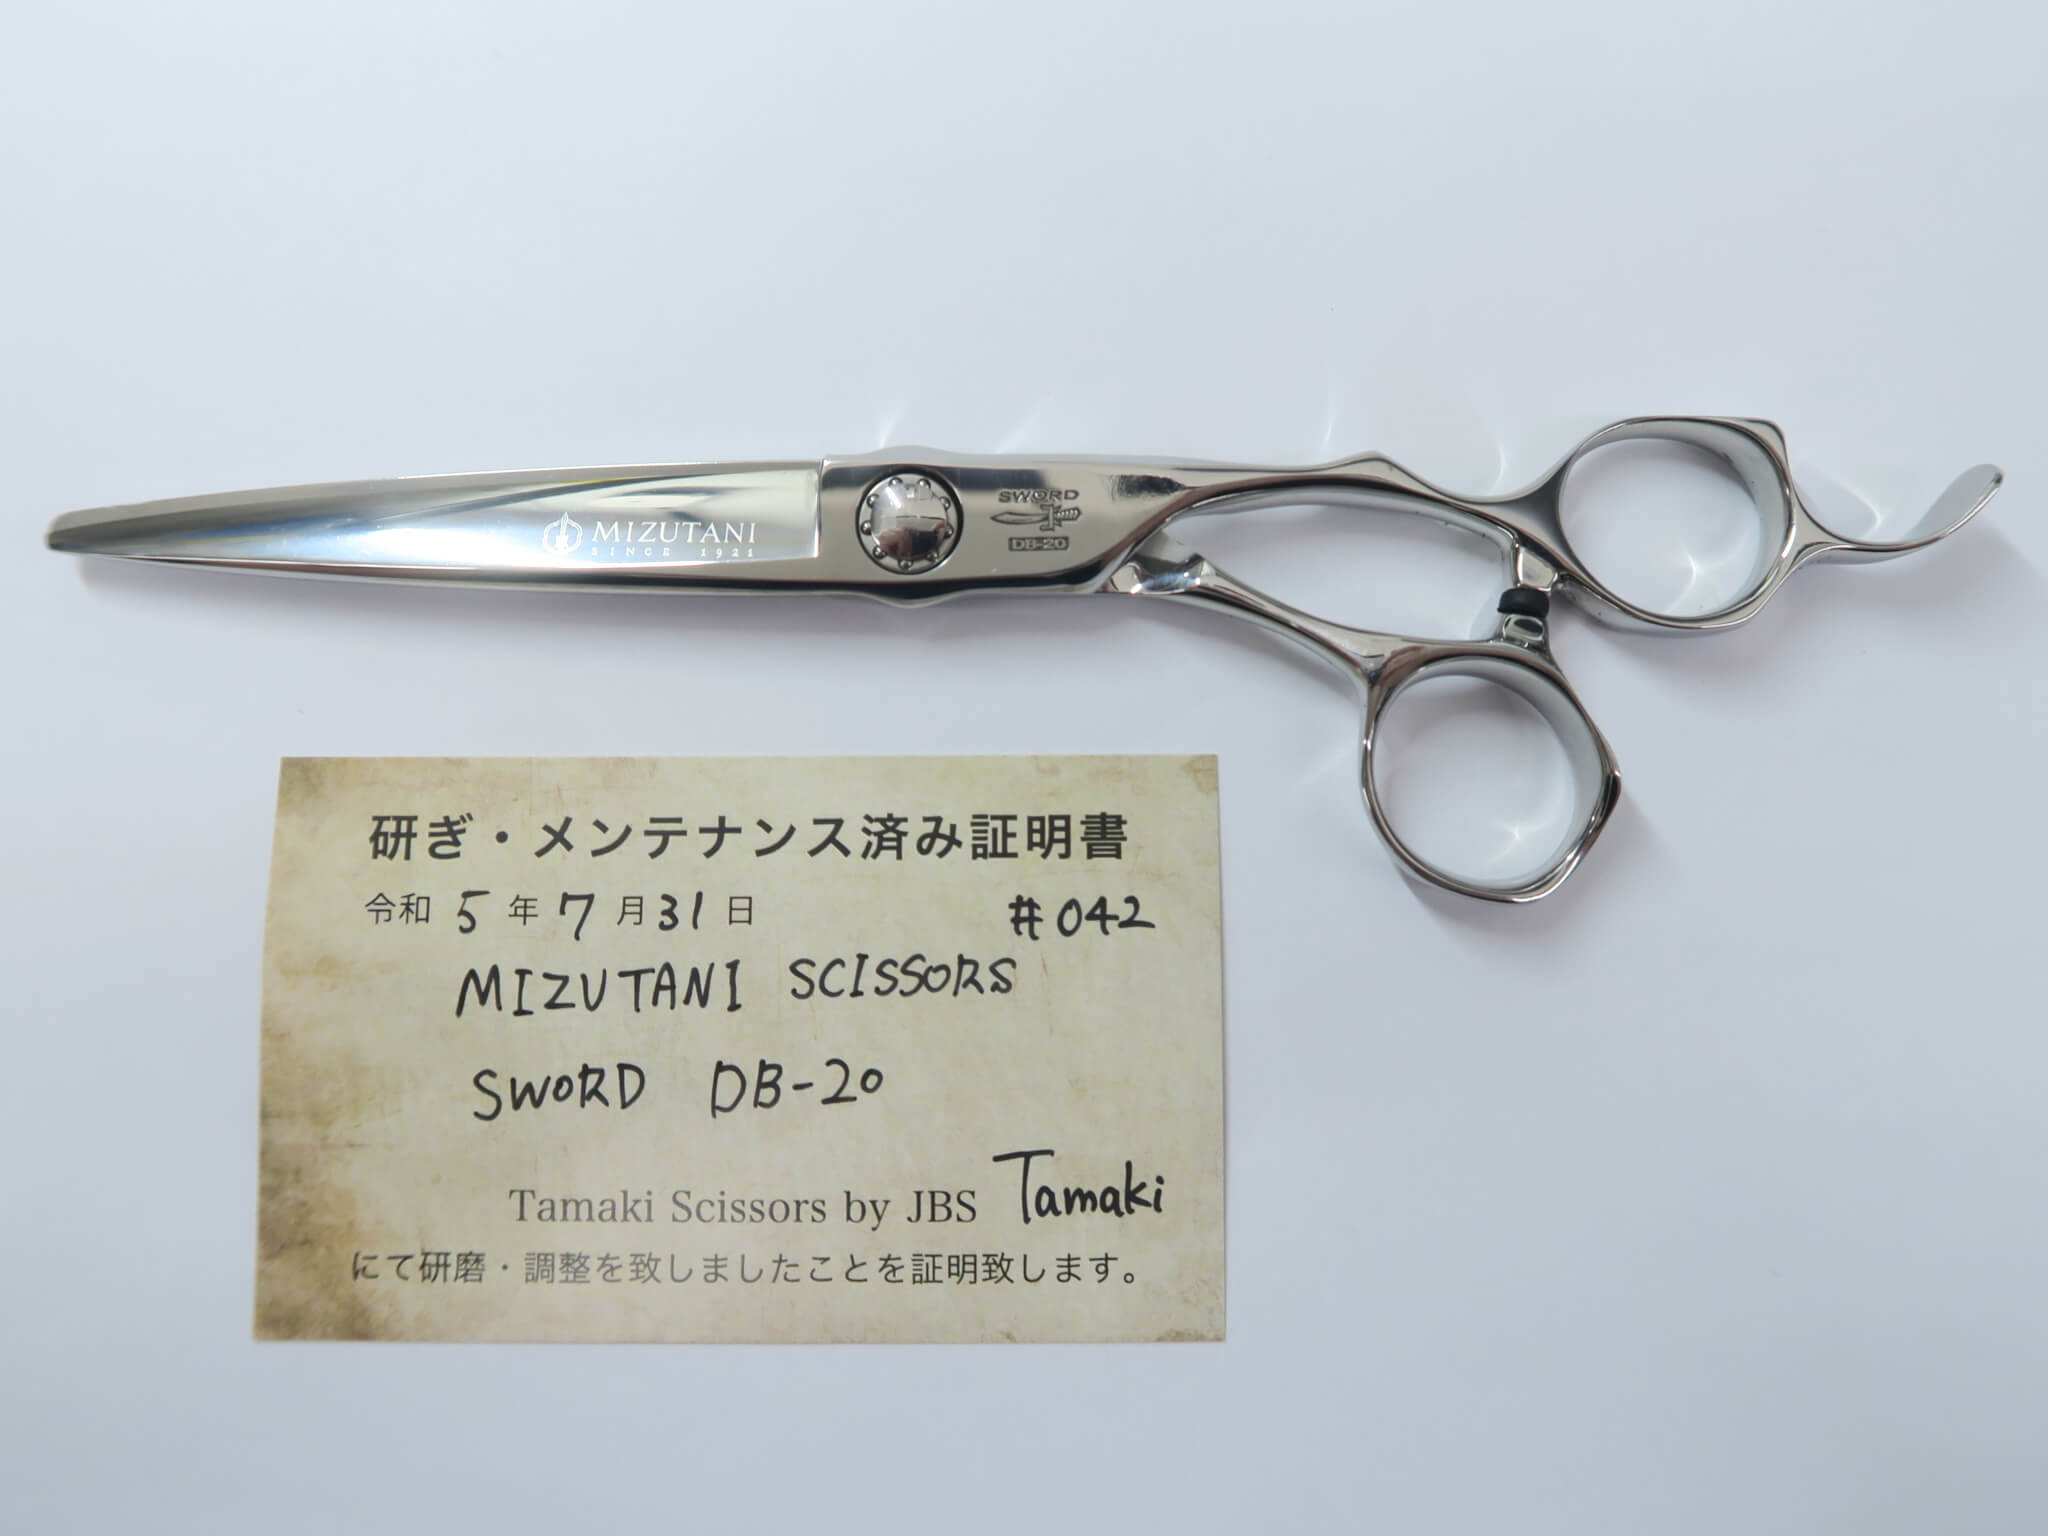 MIZUTANI
SINCE 1921
SWORD
DB-20
研ぎ・メンテナンス済み証明書
令和 5 年 7 月 31 日 #042
MIZUTANI SCISSORS
SWORD DB-20
Tamaki Scissors by JBS Tamaki
にて研磨・調整を致しましたことを証明致します。